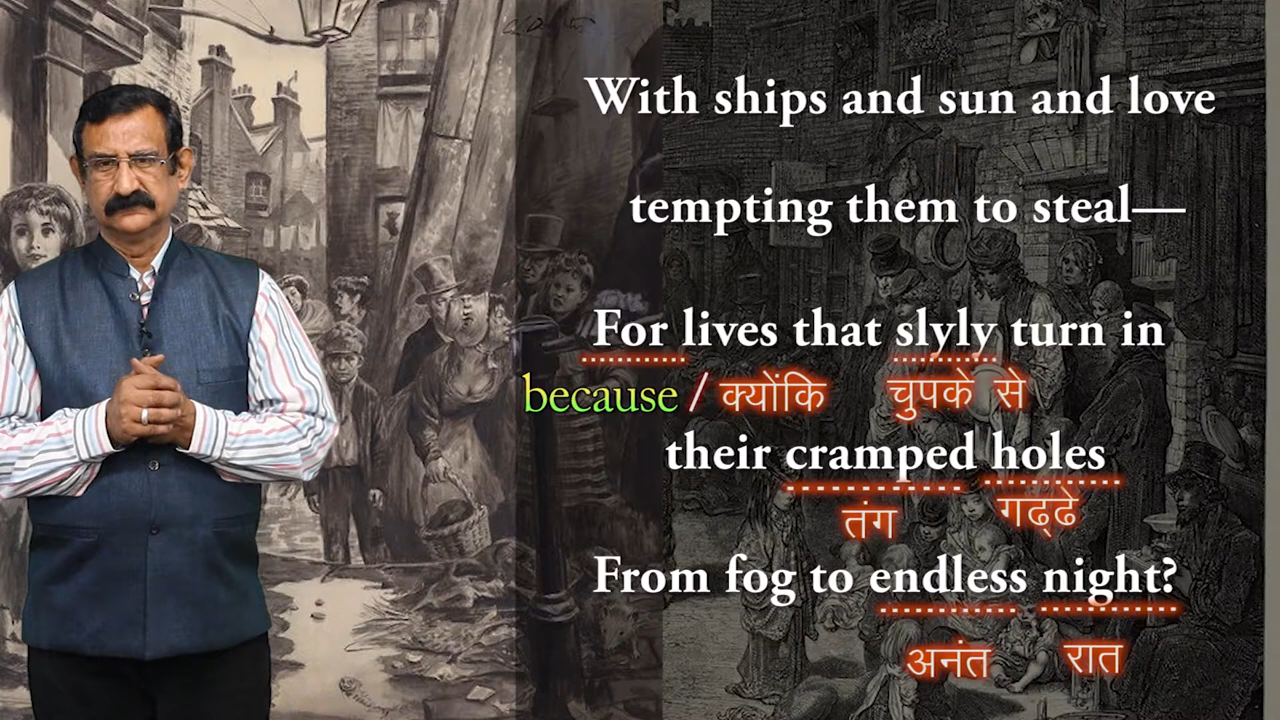 With ships and sun and love
tempting them to steal—
For lives that slyly turn in
because / क्योंकि चुपके से
their cramped holes
तंग गढ्ढे
From fog to endless night?
अनंत रात